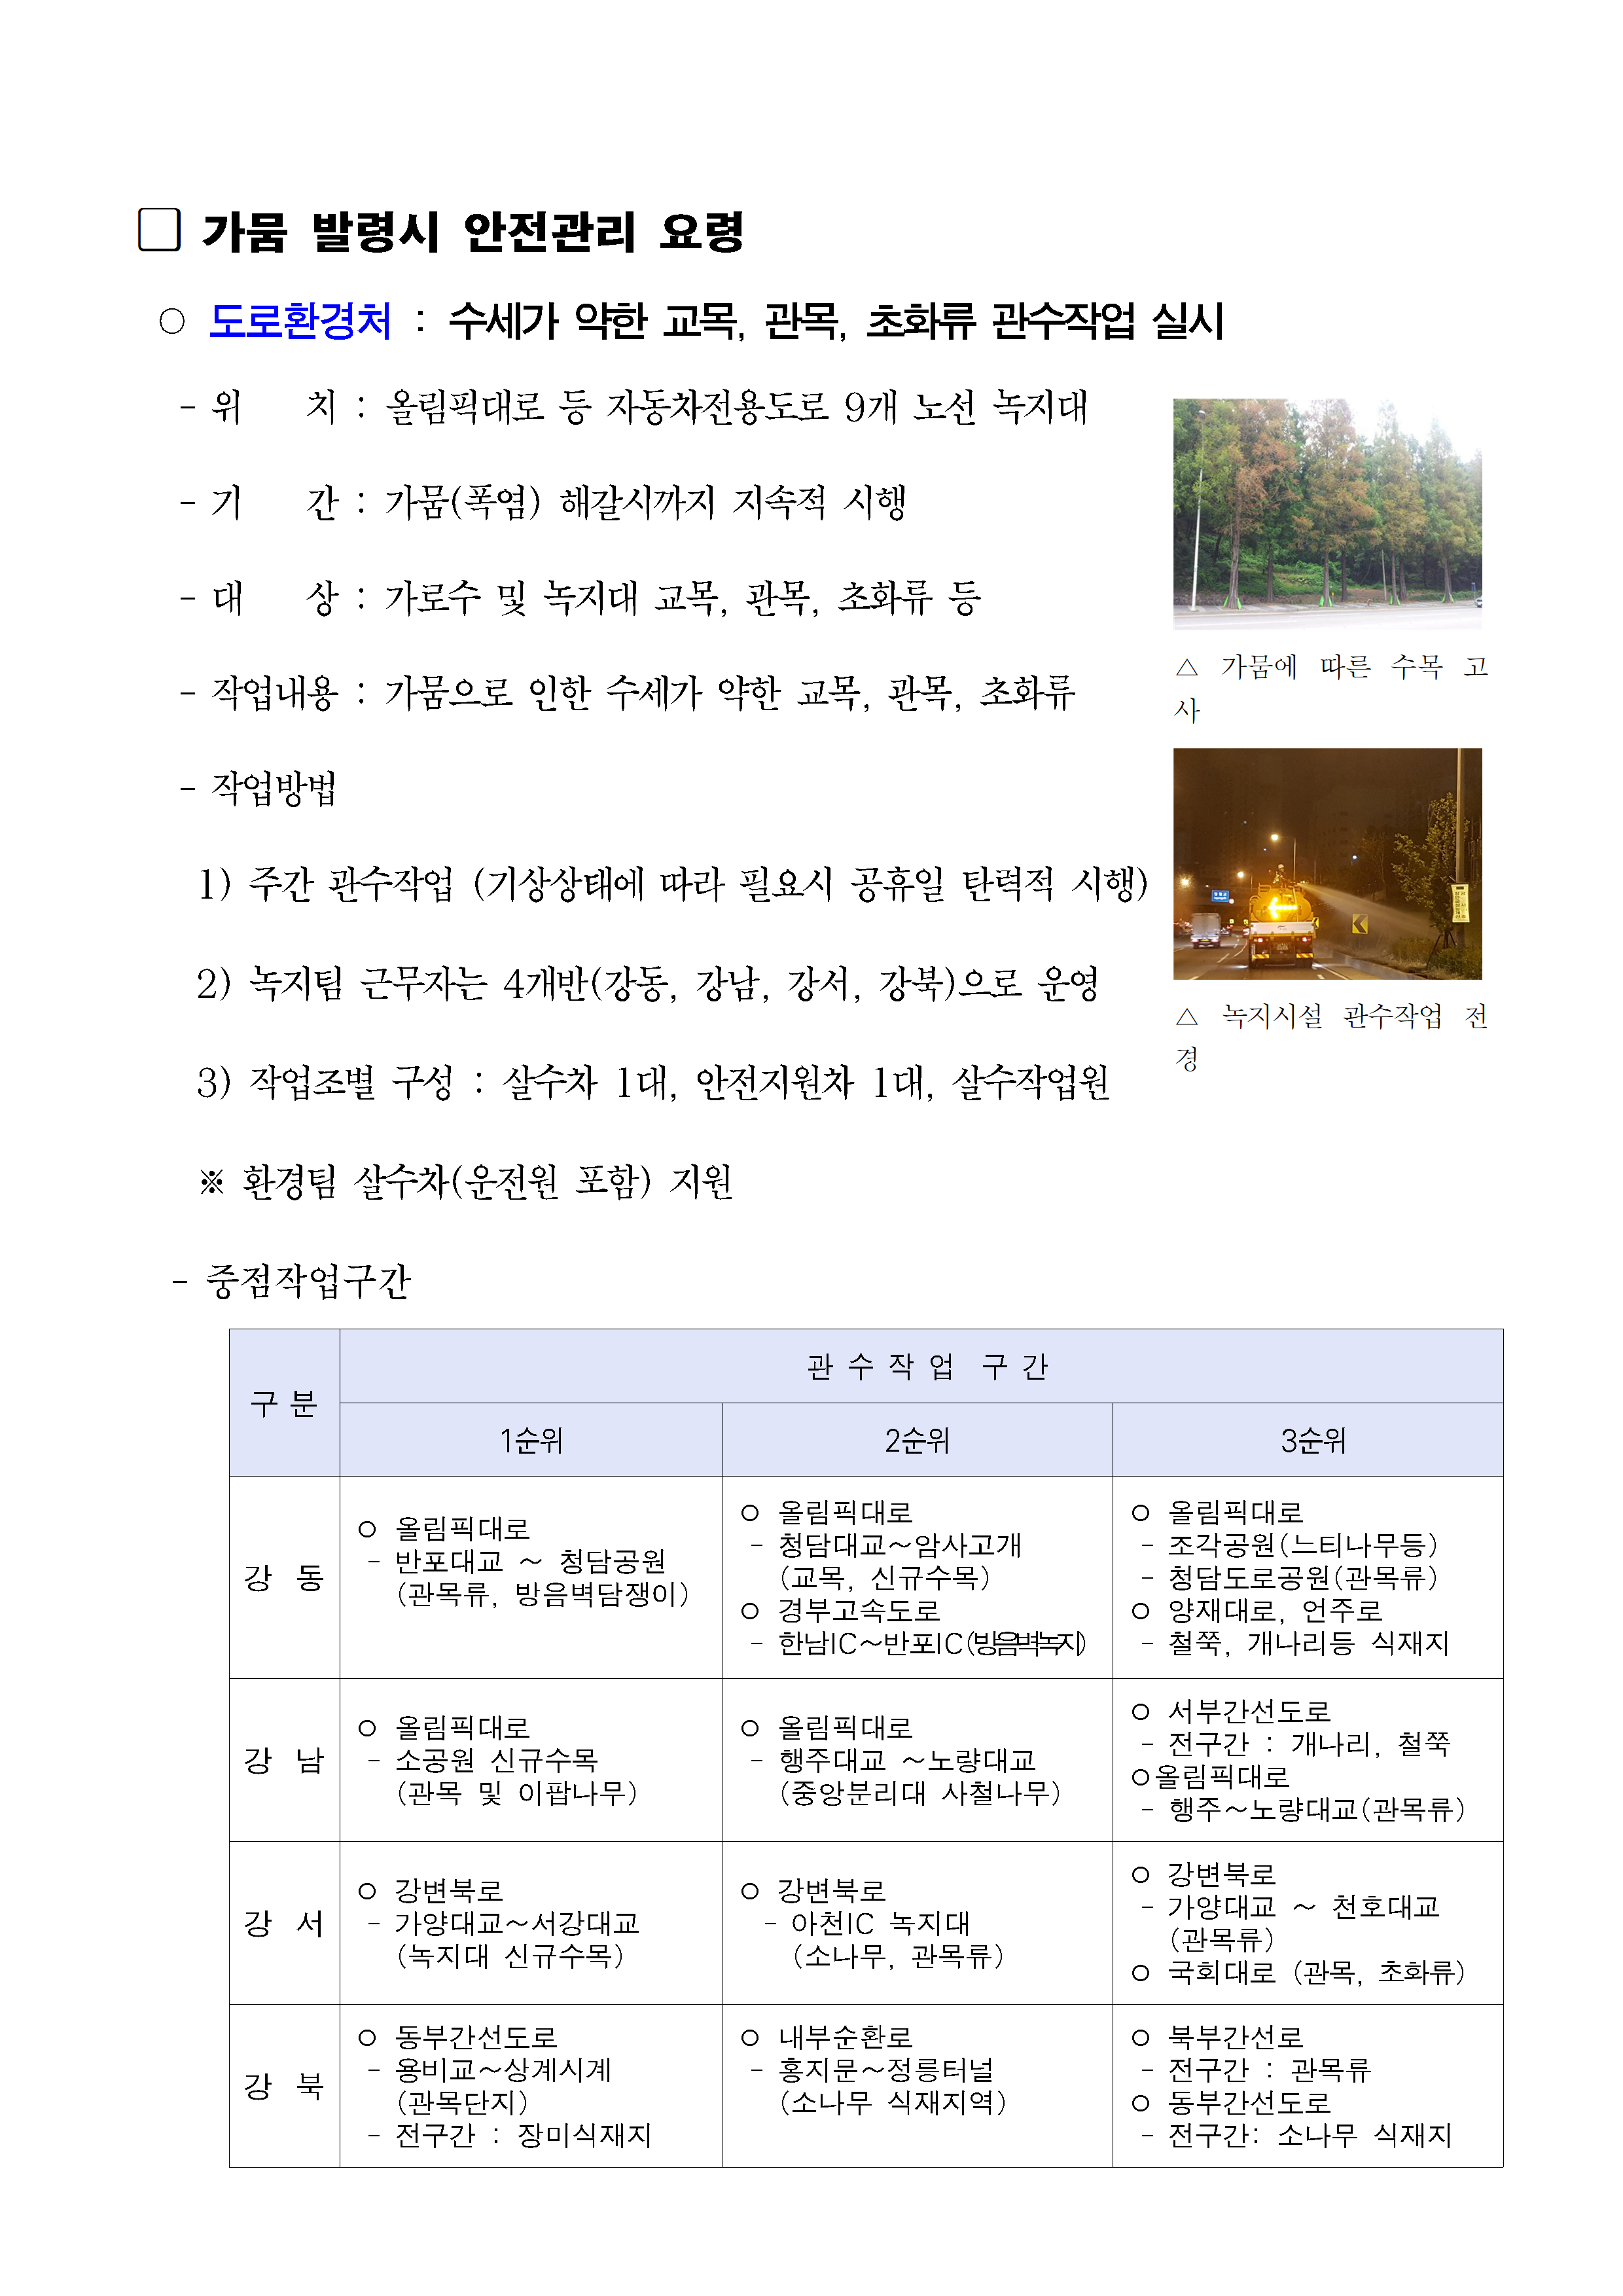 □ 가뭄 발령시 안전관리 요령
○ 도로환경처 : 수세가 약한 교목, 관목, 초화류 관수작업 실시
- 위 치 : 올림픽대로 등 자동차전용도로 9개 노선 녹지대
- 기 간 : 가뭄(폭염) 해갈시까지 지속적 시행
- 대 상 : 가로수 및 녹지대 교목, 관목, 초화류 등
- 작업내용 : 가뭄으로 인한 수세가 약한 교목, 관목, 초화류
- 작업방법
1) 주간 관수작업 (기상상태에 따라 필요시 공휴일 탄력적 시행)
2) 녹지팀 근무자는 4개반(강동, 강남, 강서, 강북)으로 운영
3) 작업조별 구성 : 살수차 1대, 안전지원차 1대, 살수작업원
※ 환경팀 살수차(운전원 포함) 지원
△ 가뭄에 따른 수목 고
사
△ 녹지시설 관수작업 전
경
- 중점작업구간
구 분
관 수 작 업 구 간
1순위
2순위
3순위
강 동
○ 올림픽대로
- 반포대교 ~ 청담공원
(관목류, 방음벽담쟁이)
○ 올림픽대로
- 청담대교~암사고개
(교목, 신규수목)
○ 경부고속도로
- 한남IC~반포IC(방음벽녹지)
○ 올림픽대로
- 조각공원(느티나무등)
- 청담도로공원(관목류)
○ 양재대로, 언주로
- 철쭉, 개나리등 식재지
강 남
○ 올림픽대로
- 소공원 신규수목
(관목 및 이팝나무)
○ 올림픽대로
- 행주대교 ~노량대교
(중앙분리대 사철나무)
○ 서부간선도로
- 전구간 : 개나리, 철쭉
○올림픽대로
- 행주~노량대교(관목류)
강 서
○ 강변북로
- 가양대교~서강대교
(녹지대 신규수목)
○ 강변북로
- 아천IC 녹지대
(소나무, 관목류)
○ 강변북로
- 가양대교 ~ 천호대교
(관목류)
○ 국회대로 (관목, 초화류)
강 북
○ 동부간선도로
- 용비교~상계시계
(관목단지)
- 전구간 : 장미식재지
○ 내부순환로
- 홍지문~정릉터널
(소나무 식재지역)
○ 북부간선로
- 전구간 : 관목류
○ 동부간선도로
- 전구간: 소나무 식재지